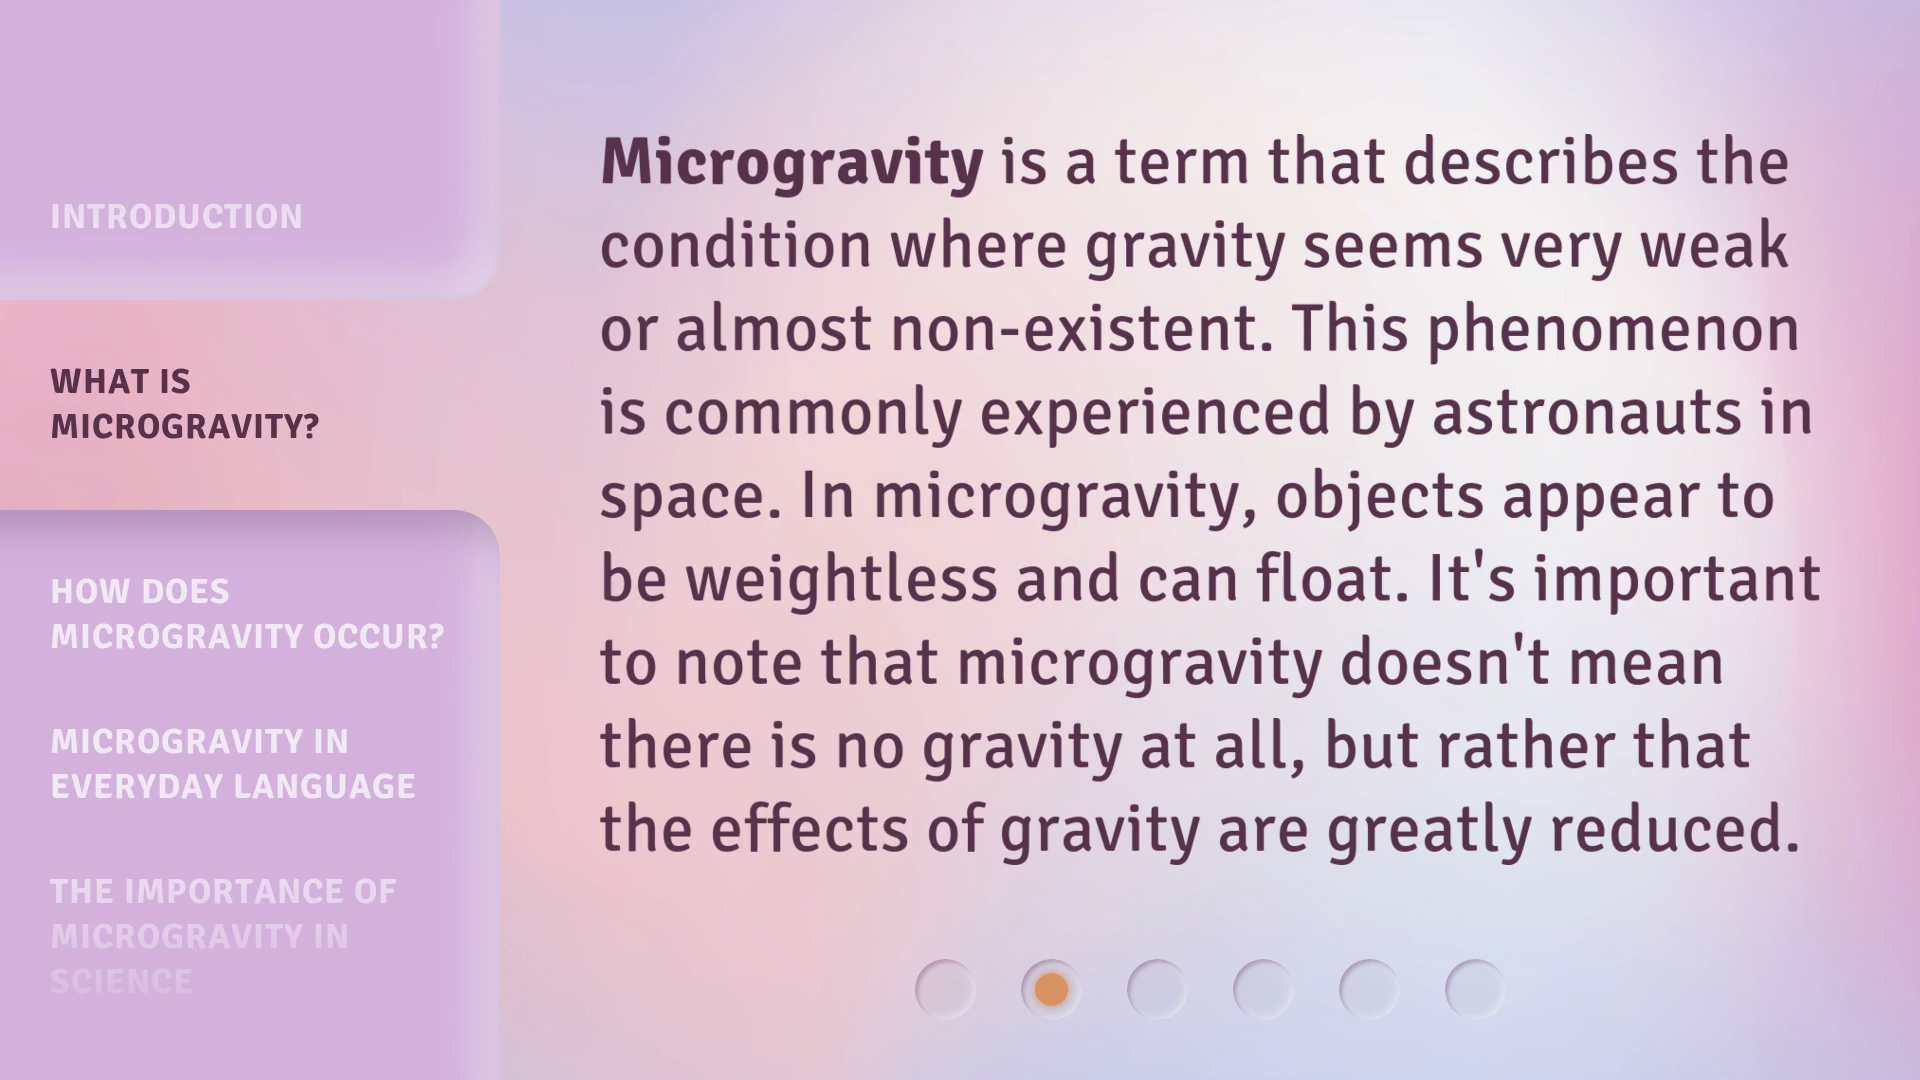 INTRODUCTION
WHAT IS
MICROGRAVITY?
HOW DOES
MICROGRAVITY OCCUR?
MICROGRAVITY IN
EVERYDAY LANGUAGE
THE IMPORTANCE OF
MICROGRAVITY IN
SCIENCE
Microgravity is a term that describes the
condition where gravity seems very weak
or almost non-existent. This phenomenon
is commonly experienced by astronauts in
space. In microgravity, objects appear to
be weightless and can float. It's important
to note that microgravity doesn't mean
there is no gravity at all, but rather that
the effects of gravity are greatly reduced.